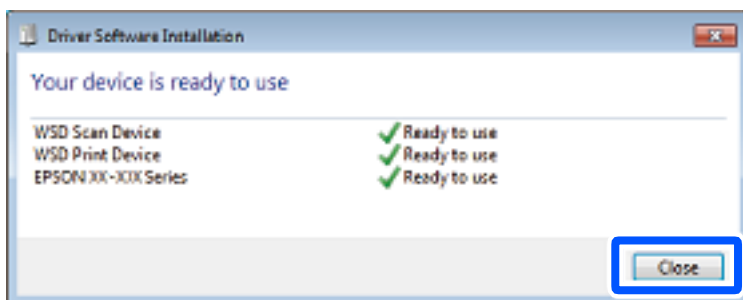 Driver Software Installation
Your device is ready to use
WSD Scan Device Ready to use
WSD Print Device Ready to use
EPSON XX-XXX Series Ready to use
Close